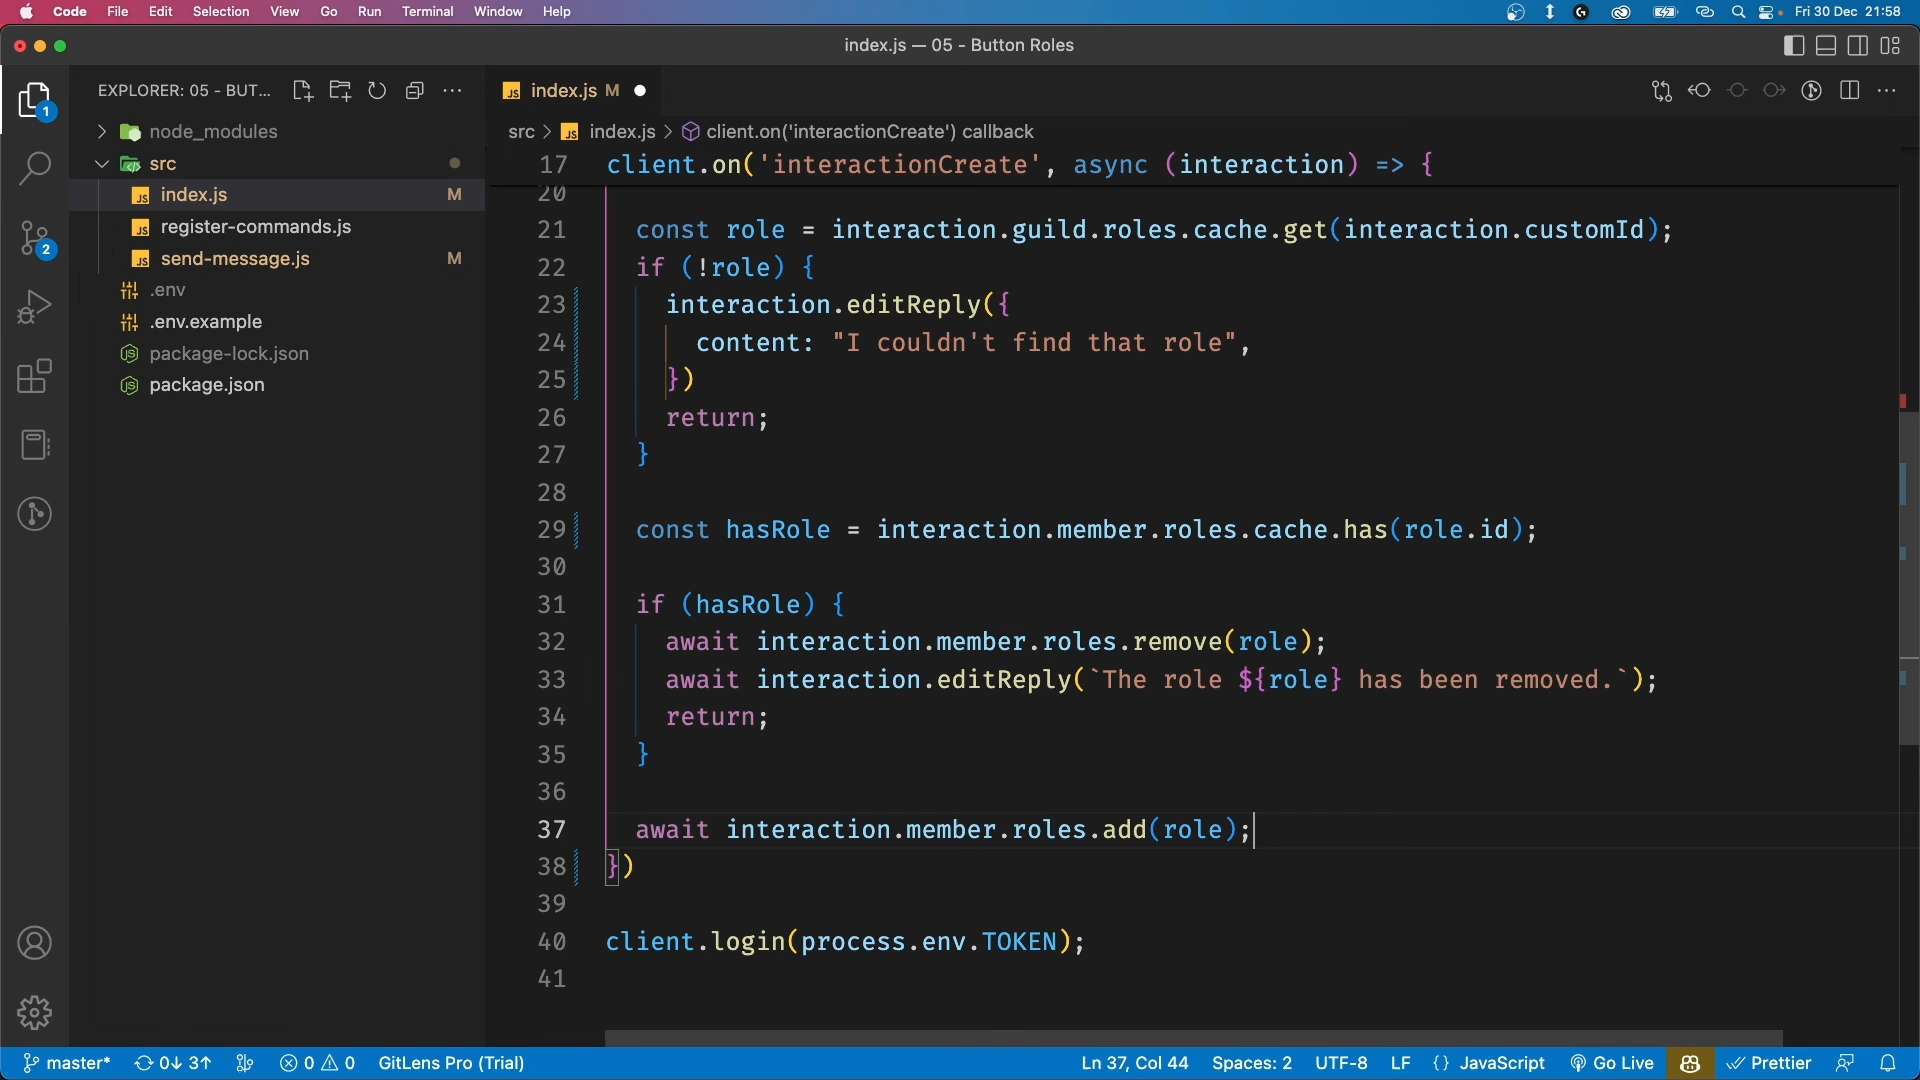 Code File Edit Selection View Go Run Terminal Window Help Fri 30 Dec 21:58
index.js — 05 - Button Roles
EXPLORER: 05 - BUT...
index.js M
node_modules
src
index.js M
register-commands.js
send-message.js M
.env
.env.example
package-lock.json
package.json
1
2
src > index.js > client.on('interactionCreate') callback
17 client.on('interactionCreate', async (interaction) => {
20
21 const role = interaction.guild.roles.cache.get(interaction.customId);
22 if (!role) {
23 interaction.editReply({
24 content: "I couldn't find that role",
25 })
26 return;
27 }
28
29 const hasRole = interaction.member.roles.cache.has(role.id);
30
31 if (hasRole) {
32 await interaction.member.roles.remove(role);
33 await interaction.editReply(`The role ${role} has been removed.`);
34 return;
35 }
36
37 await interaction.member.roles.add(role);
38 })
39
40 client.login(process.env.TOKEN);
41
master* 0↓ 3↑ 0 0 GitLens Pro (Trial) Ln 37, Col 44 Spaces: 2 UTF-8 LF {} JavaScript Go Live Prettier